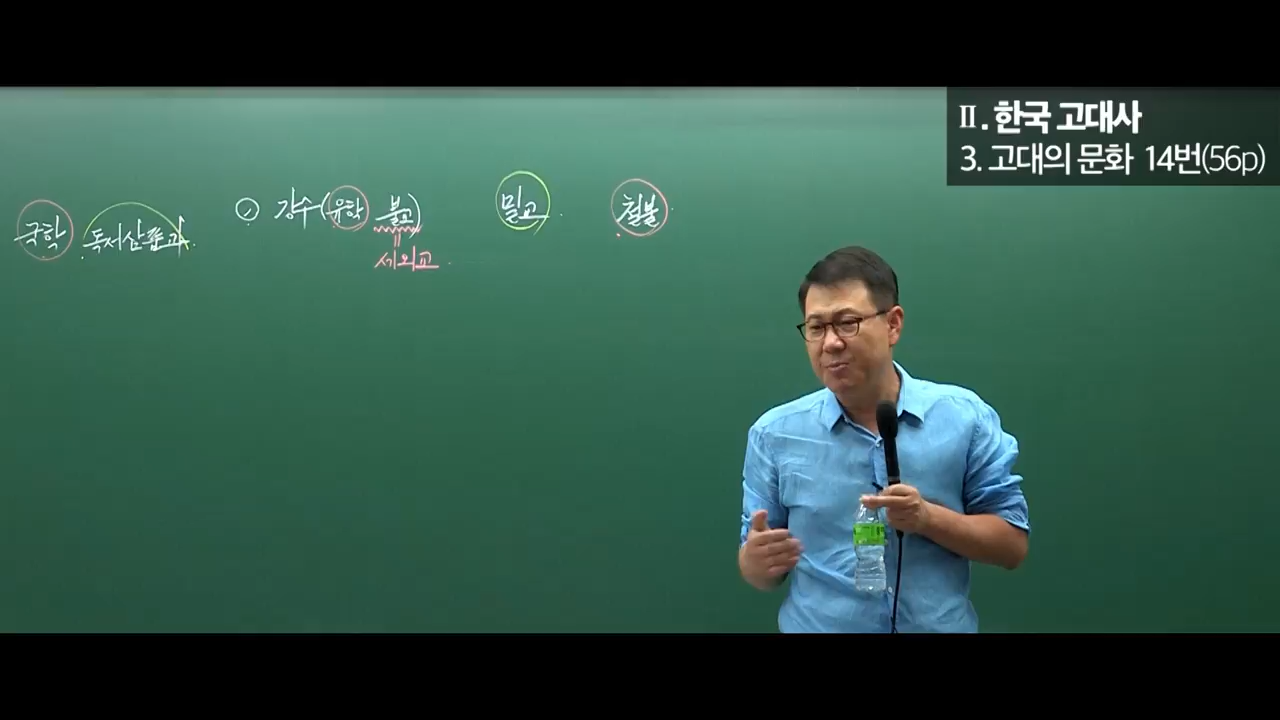 Ⅱ. 한국 고대사
3. 고대의 문화 14번(56p)
국학 독서삼품과. ① 강수(유학 불교) 밀교. 철불.
=
세외교.